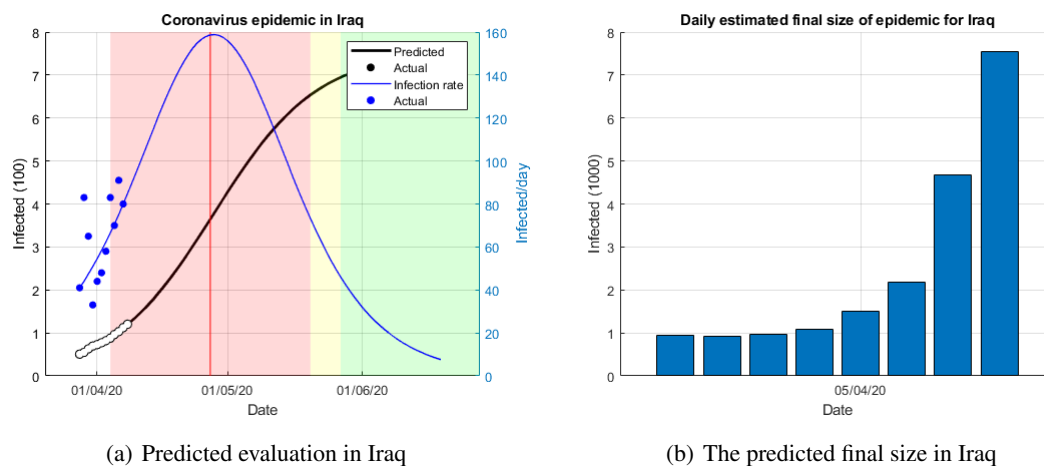 Coronavirus epidemic in Iraq
8
7
6
5
4
3
2
1
0
Infected (100)
160
140
120
100
80
60
40
20
0
Infected/day
Predicted
Actual
Infection rate
Actual
01/04/20 01/05/20 01/06/20
Date
(a) Predicted evaluation in Iraq
Daily estimated final size of epidemic for Iraq
8
7
6
5
4
3
2
1
0
Infected (1000)
05/04/20
Date
(b) The predicted final size in Iraq